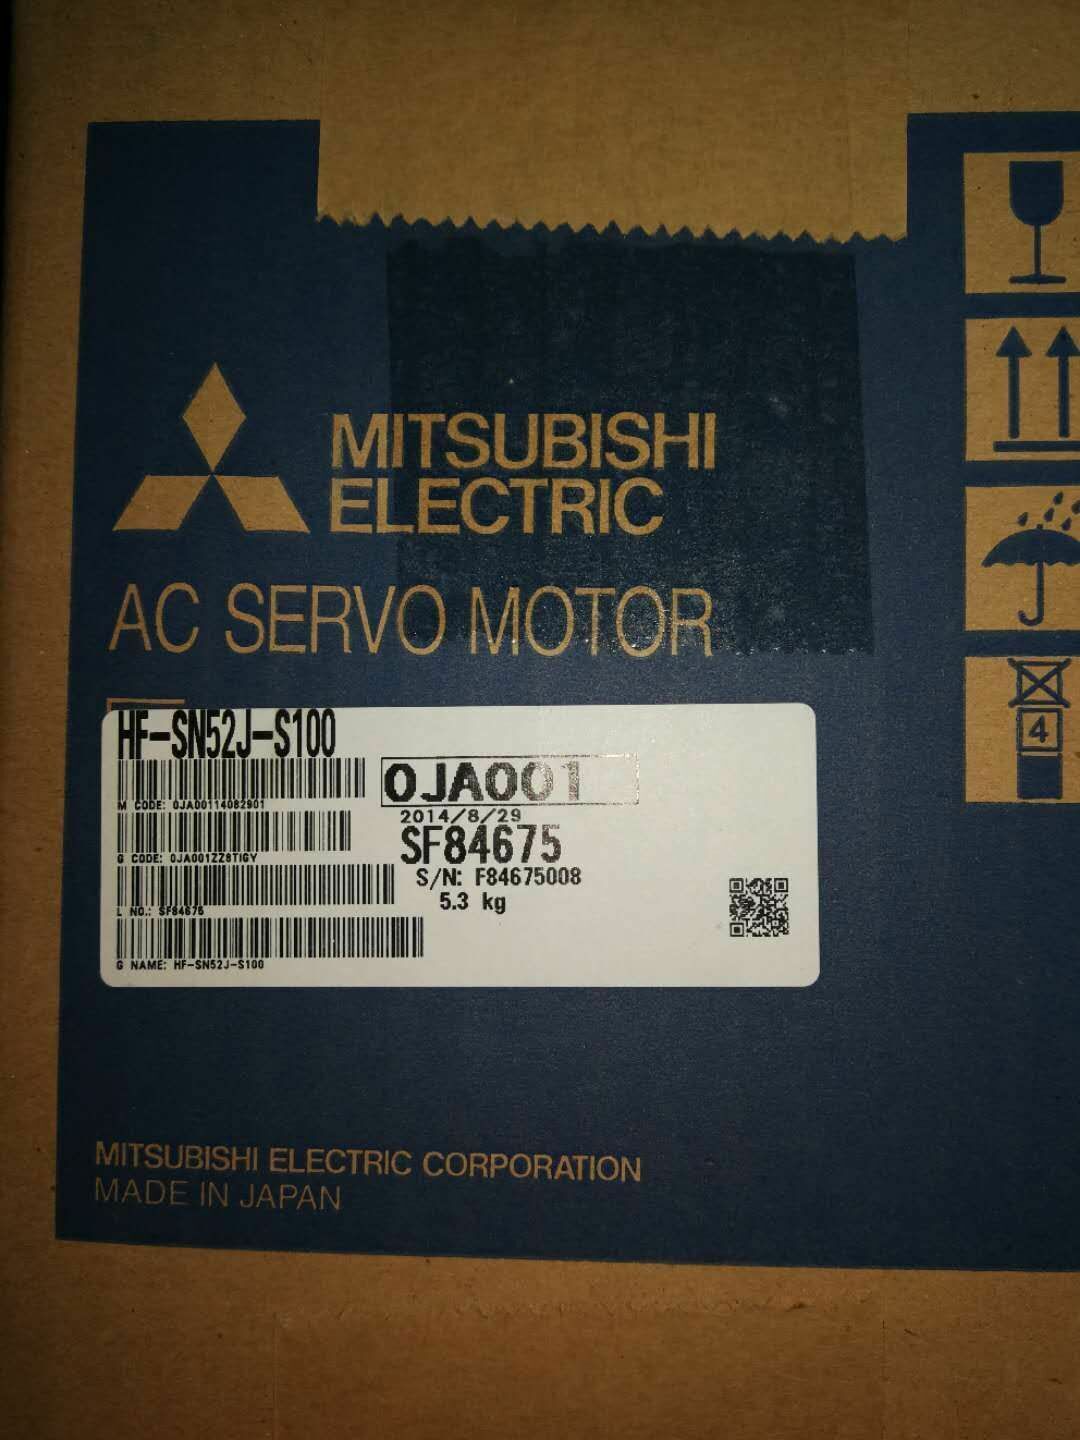 MITSUBISHI
ELECTRIC
AC SERVO MOTOR
HF-SN52J-S100
0JA001
M CODE: 0JA00114082901
2014/8/29
SF84675
G CODE: 0JA001ZZ8TIGY
S/N: F84675008
5.3 kg
L NO.: SF84675
G NAME: HF-SN52J-S100
4
MITSUBISHI ELECTRIC CORPORATION
MADE IN JAPAN